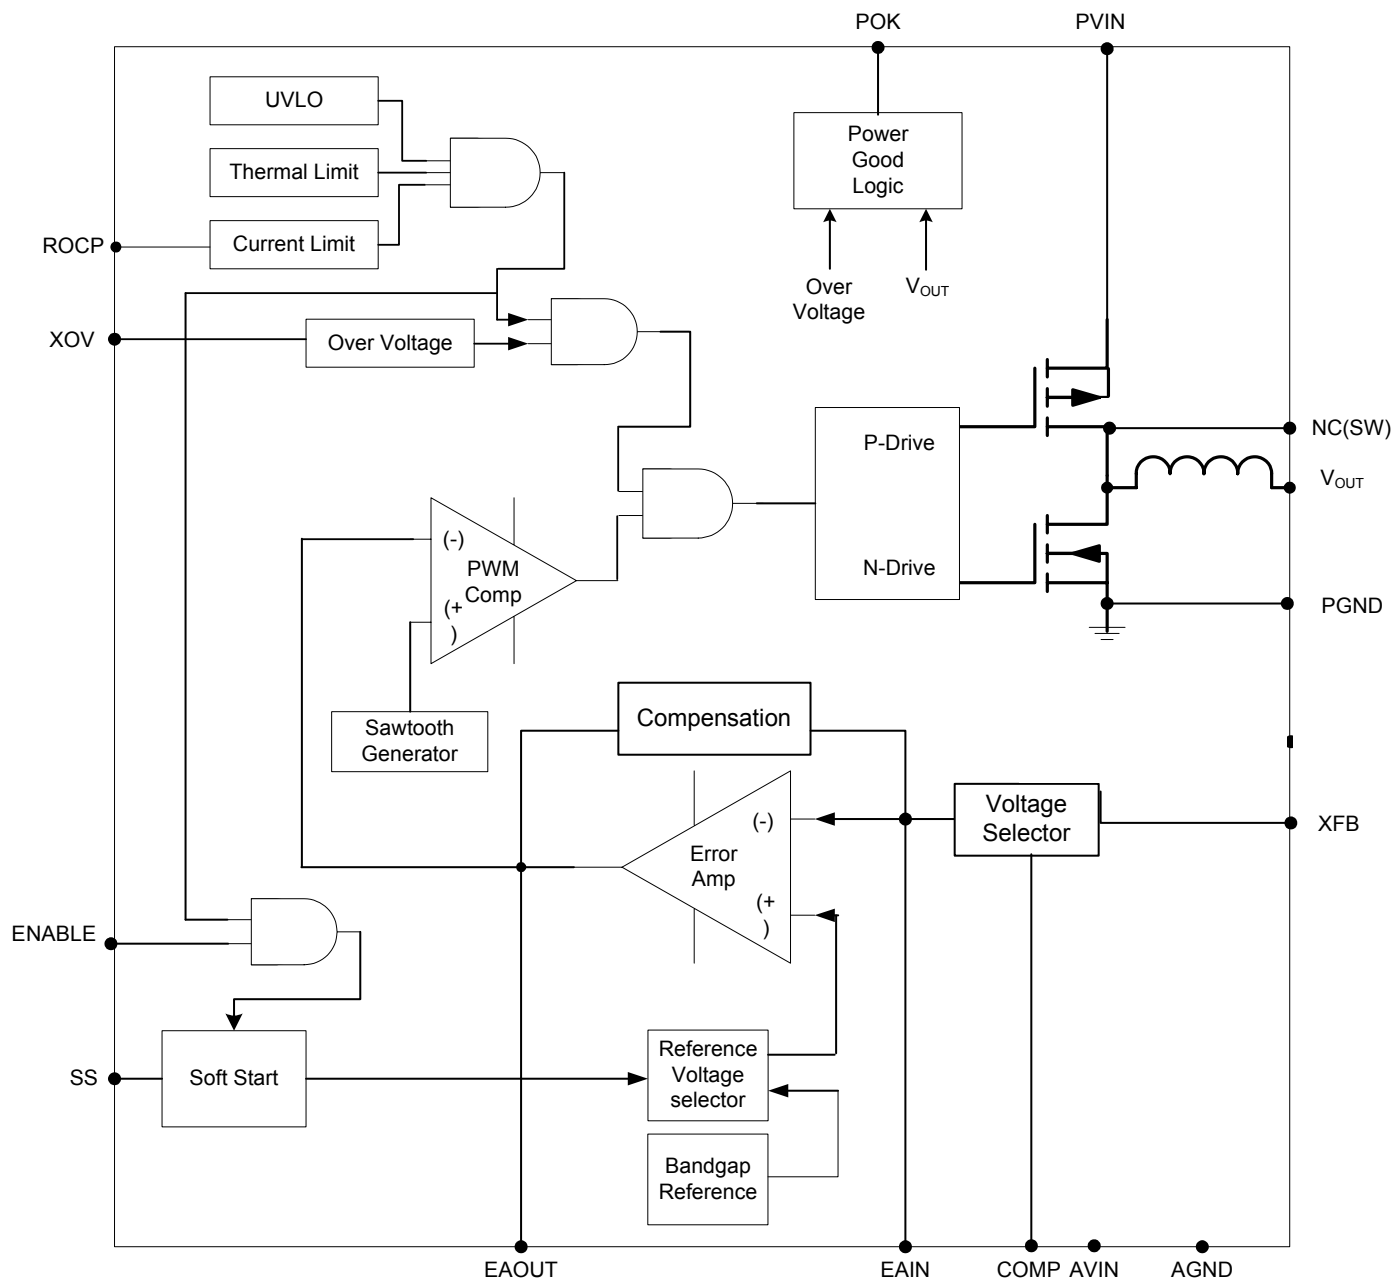 POK
PVIN
UVLO
Thermal Limit
Current Limit
ROCP
Power
Good
Logic
Over
Voltage
VOUT
XOV
Over Voltage
P-Drive
N-Drive
NC(SW)
VOUT
PGND
(-)
PWM
Comp
(+
)
Sawtooth
Generator
Compensation
Voltage
Selector
XFB
(-)
Error
Amp
(+
)
ENABLE
SS
Soft Start
Reference
Voltage
selector
Bandgap
Reference
EAOUT
EAIN
COMP
AVIN
AGND